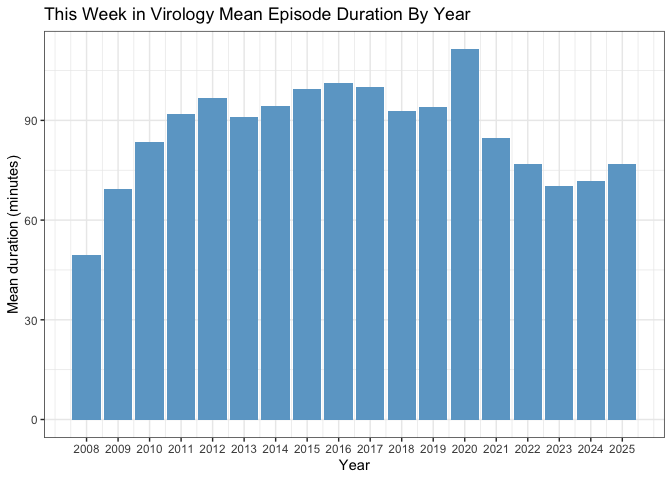 This Week in Virology Mean Episode Duration By Year
Mean duration (minutes)
90
60
30
0
2008 2009 2010 2011 2012 2013 2014 2015 2016 2017 2018 2019 2020 2021 2022 2023 2024 2025
Year